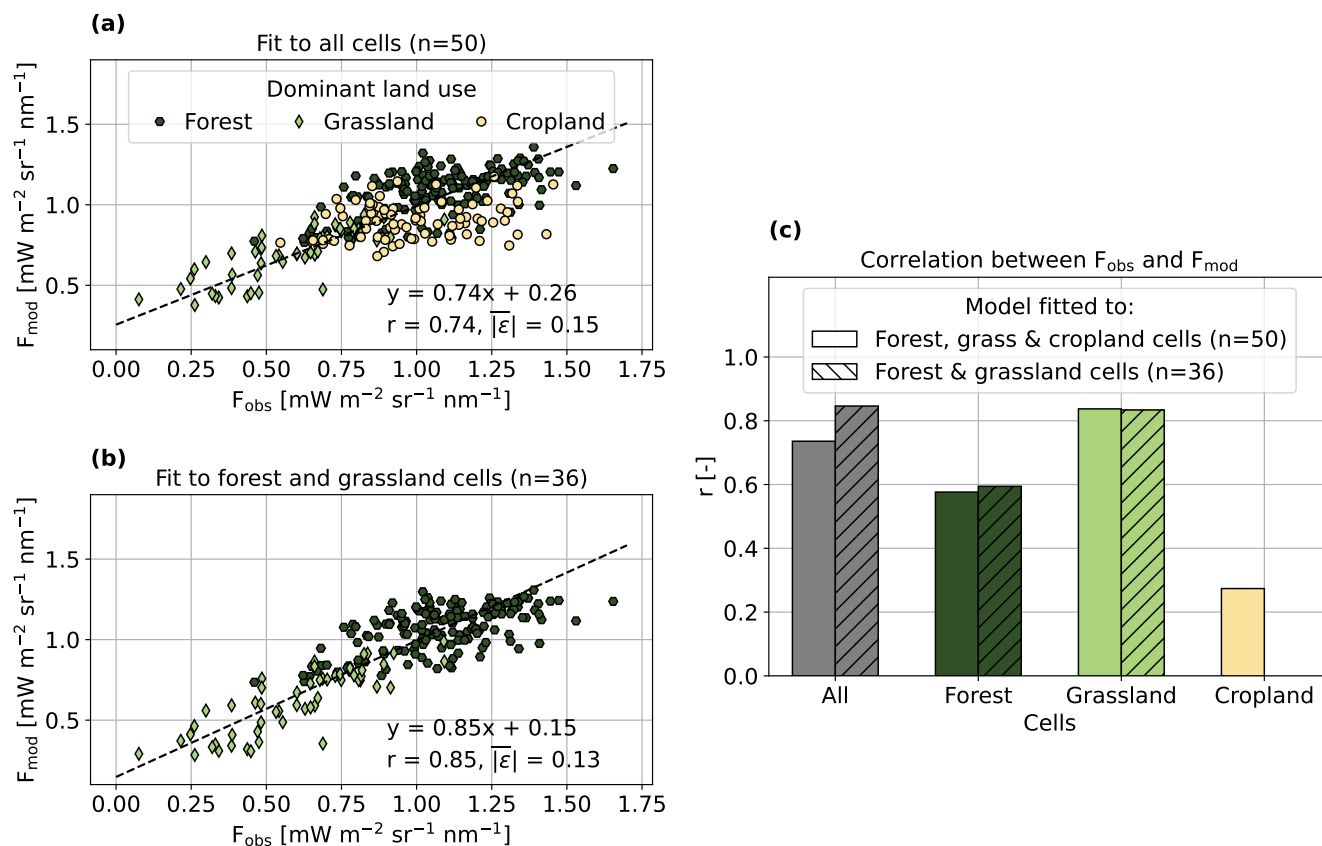 (a)
Fit to all cells (n=50)
Dominant land use
Forest Grassland Cropland
1.5
1.0
0.5
F_mod [mW m⁻² sr⁻¹ nm⁻¹]
y = 0.74x + 0.26
r = 0.74, |ε̅| = 0.15
0.00 0.25 0.50 0.75 1.00 1.25 1.50 1.75
F_obs [mW m⁻² sr⁻¹ nm⁻¹]
(b)
Fit to forest and grassland cells (n=36)
1.5
1.0
0.5
F_mod [mW m⁻² sr⁻¹ nm⁻¹]
y = 0.85x + 0.15
r = 0.85, |ε̅| = 0.13
0.00 0.25 0.50 0.75 1.00 1.25 1.50 1.75
F_obs [mW m⁻² sr⁻¹ nm⁻¹]
(c)
Correlation between F_obs and F_mod
Model fitted to:
Forest, grass & cropland cells (n=50)
Forest & grassland cells (n=36)
1.0
0.8
0.6
0.4
0.2
0.0
r [-]
All Forest Grassland Cropland
Cells